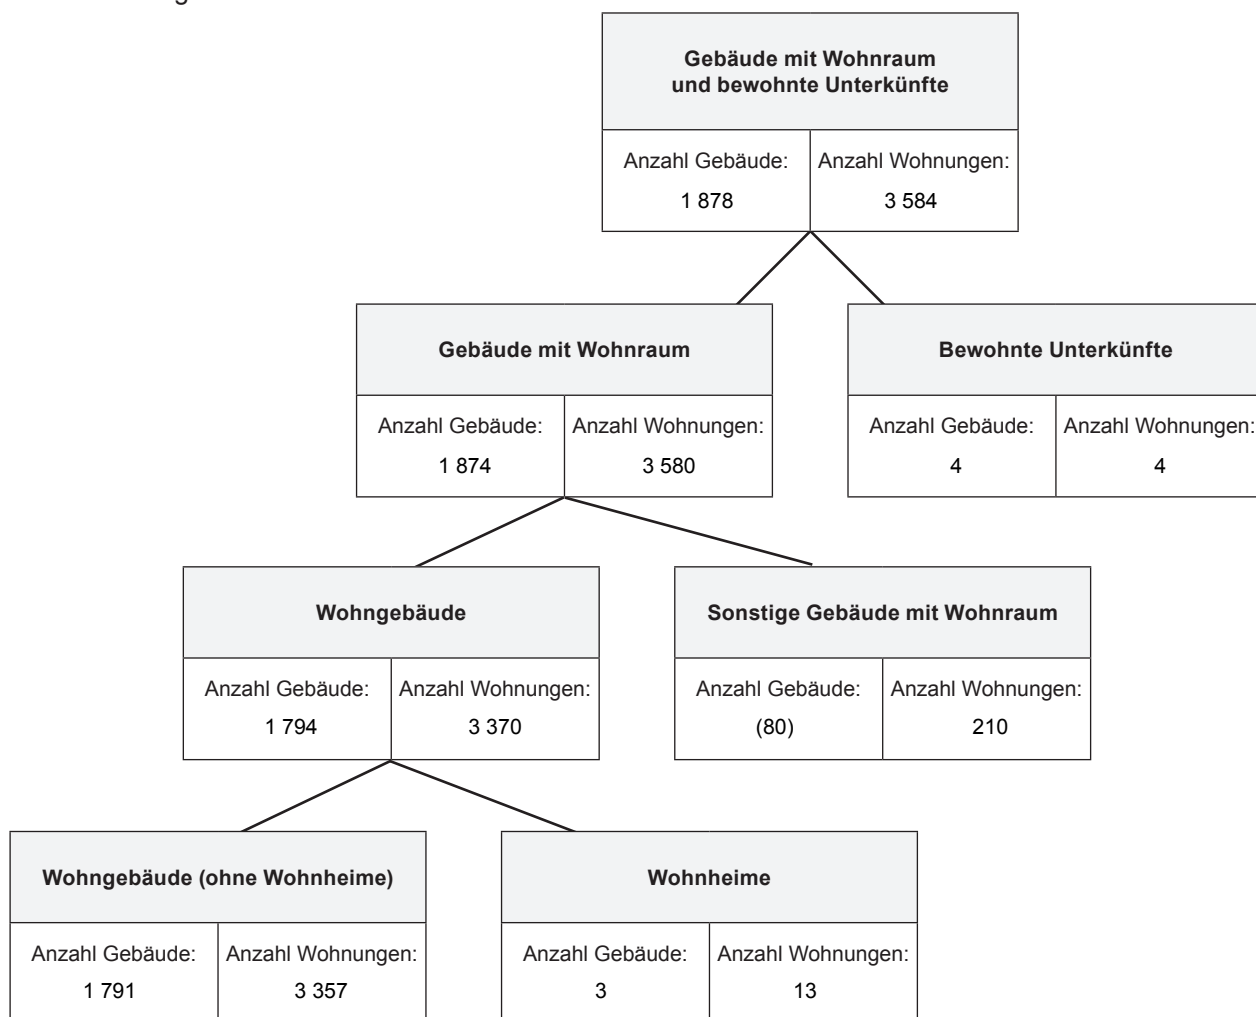 Gebäude mit Wohnraum
und bewohnte Unterkünfte
Anzahl Gebäude: Anzahl Wohnungen:
1 878 3 584
Gebäude mit Wohnraum Bewohnte Unterkünfte
Anzahl Gebäude: Anzahl Wohnungen: Anzahl Gebäude: Anzahl Wohnungen:
1 874 3 580 4 4
Wohngebäude Sonstige Gebäude mit Wohnraum
Anzahl Gebäude: Anzahl Wohnungen: Anzahl Gebäude: Anzahl Wohnungen:
1 794 3 370 (80) 210
Wohngebäude (ohne Wohnheime) Wohnheime
Anzahl Gebäude: Anzahl Wohnungen: Anzahl Gebäude: Anzahl Wohnungen:
1 791 3 357 3 13